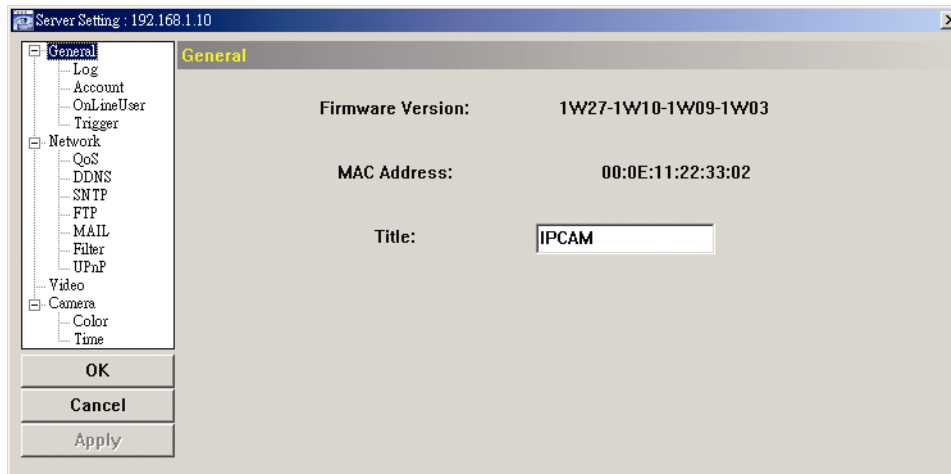 Server Setting : 192.168.1.10
General
Log
Account
OnLineUser
Trigger
Network
QoS
DDNS
SNTP
FTP
MAIL
Filter
UPnP
Video
Camera
Color
Time
OK
Cancel
Apply
General
Firmware Version: 1W27-1W10-1W09-1W03
MAC Address: 00:0E:11:22:33:02
Title: IPCAM